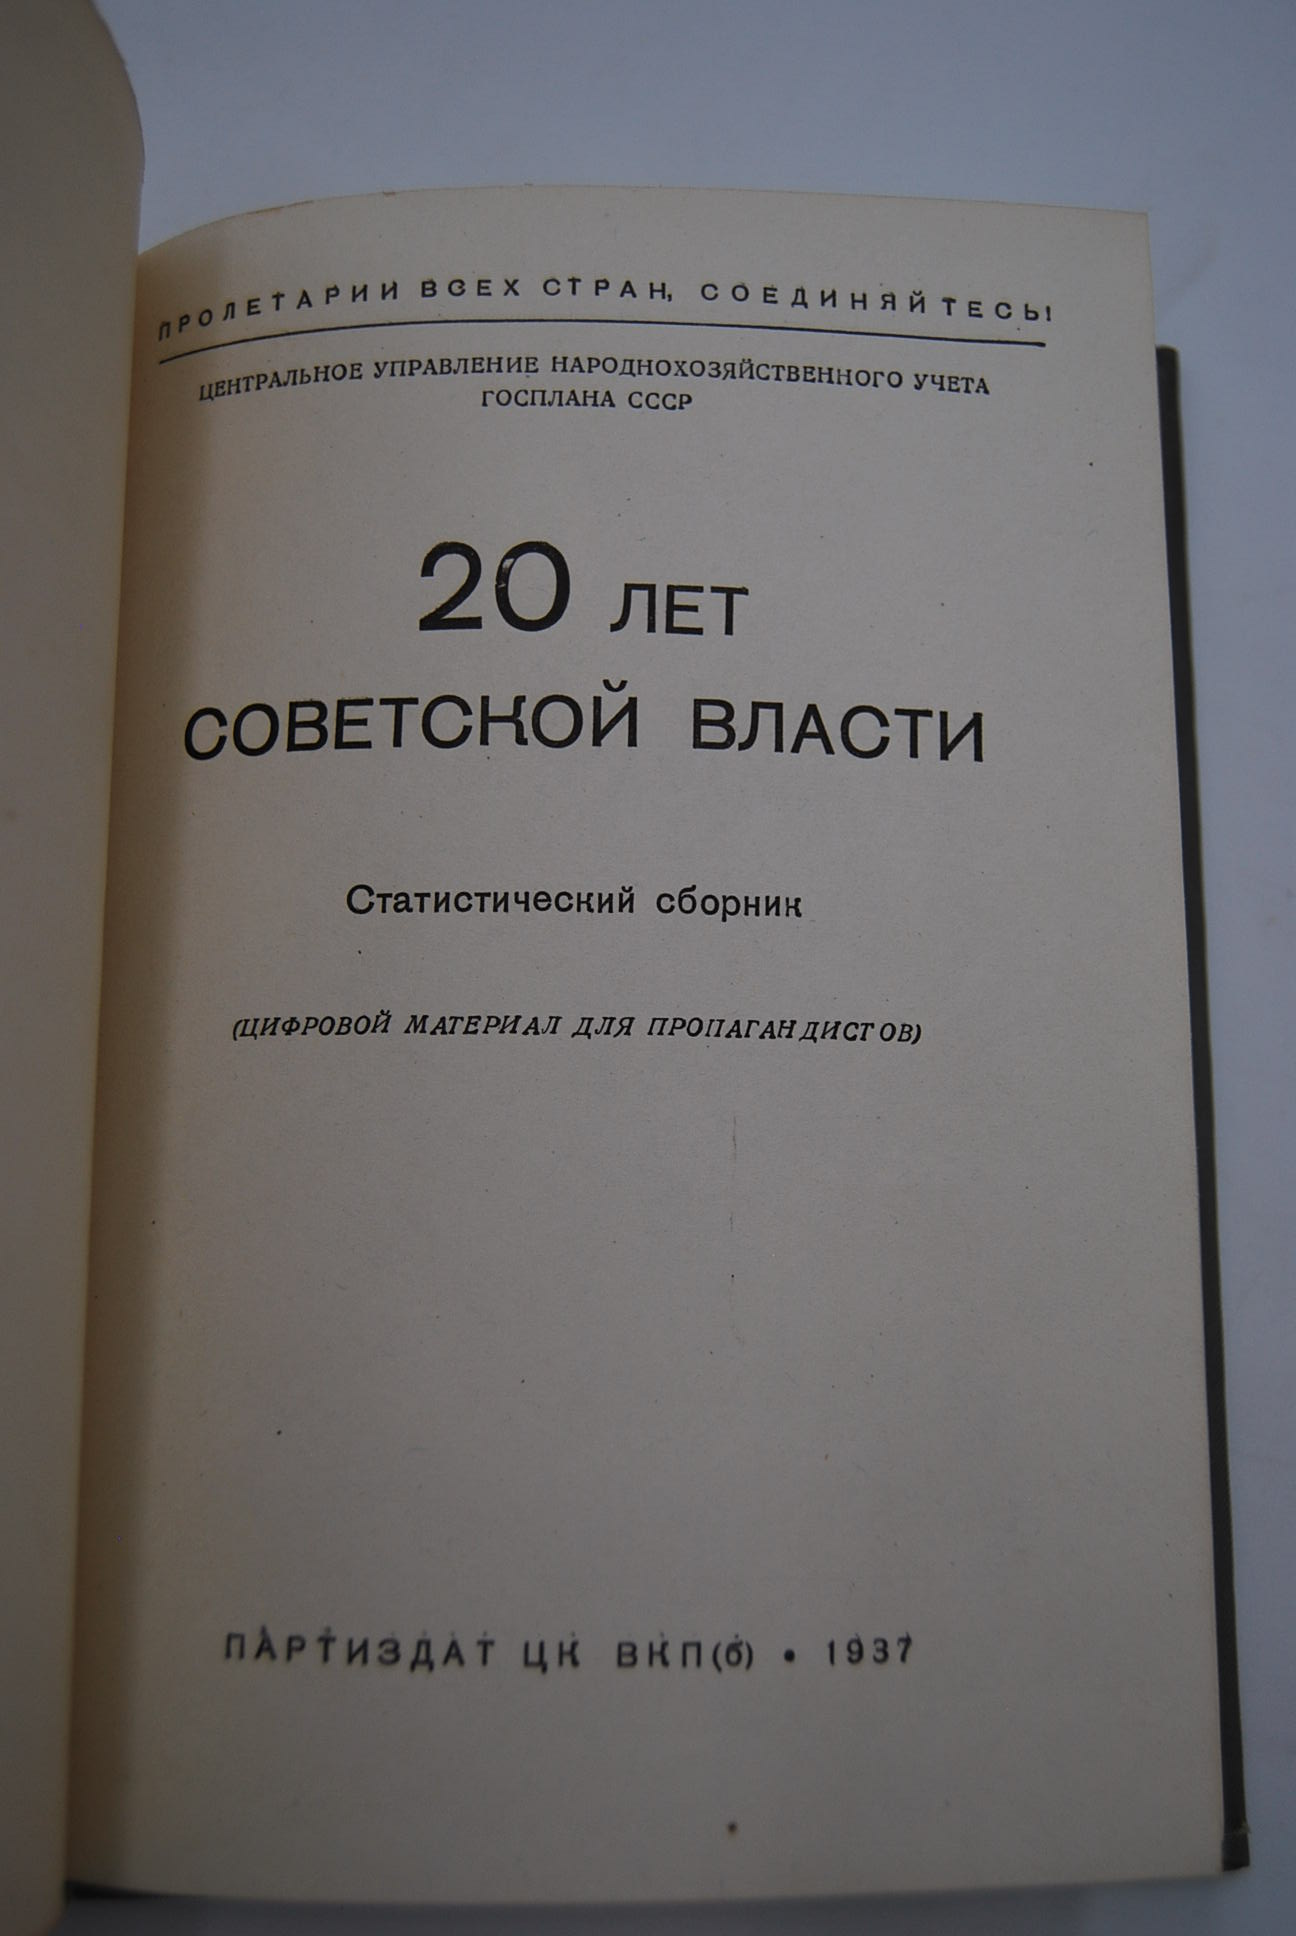 ПРОЛЕТАРИИ ВСЕХ СТРАН, СОЕДИНЯЙТЕСЬ!
ЦЕНТРАЛЬНОЕ УПРАВЛЕНИЕ НАРОДНОХОЗЯЙСТВЕННОГО УЧЕТА
ГОСПЛАНА СССР
20 ЛЕТ
СОВЕТСКОЙ ВЛАСТИ
Статистический сборник
(ЦИФРОВОЙ МАТЕРИАЛ ДЛЯ ПРОПАГАНДИСТОВ)
ПАРТИЗДАТ ЦК ВКП(б) • 1937